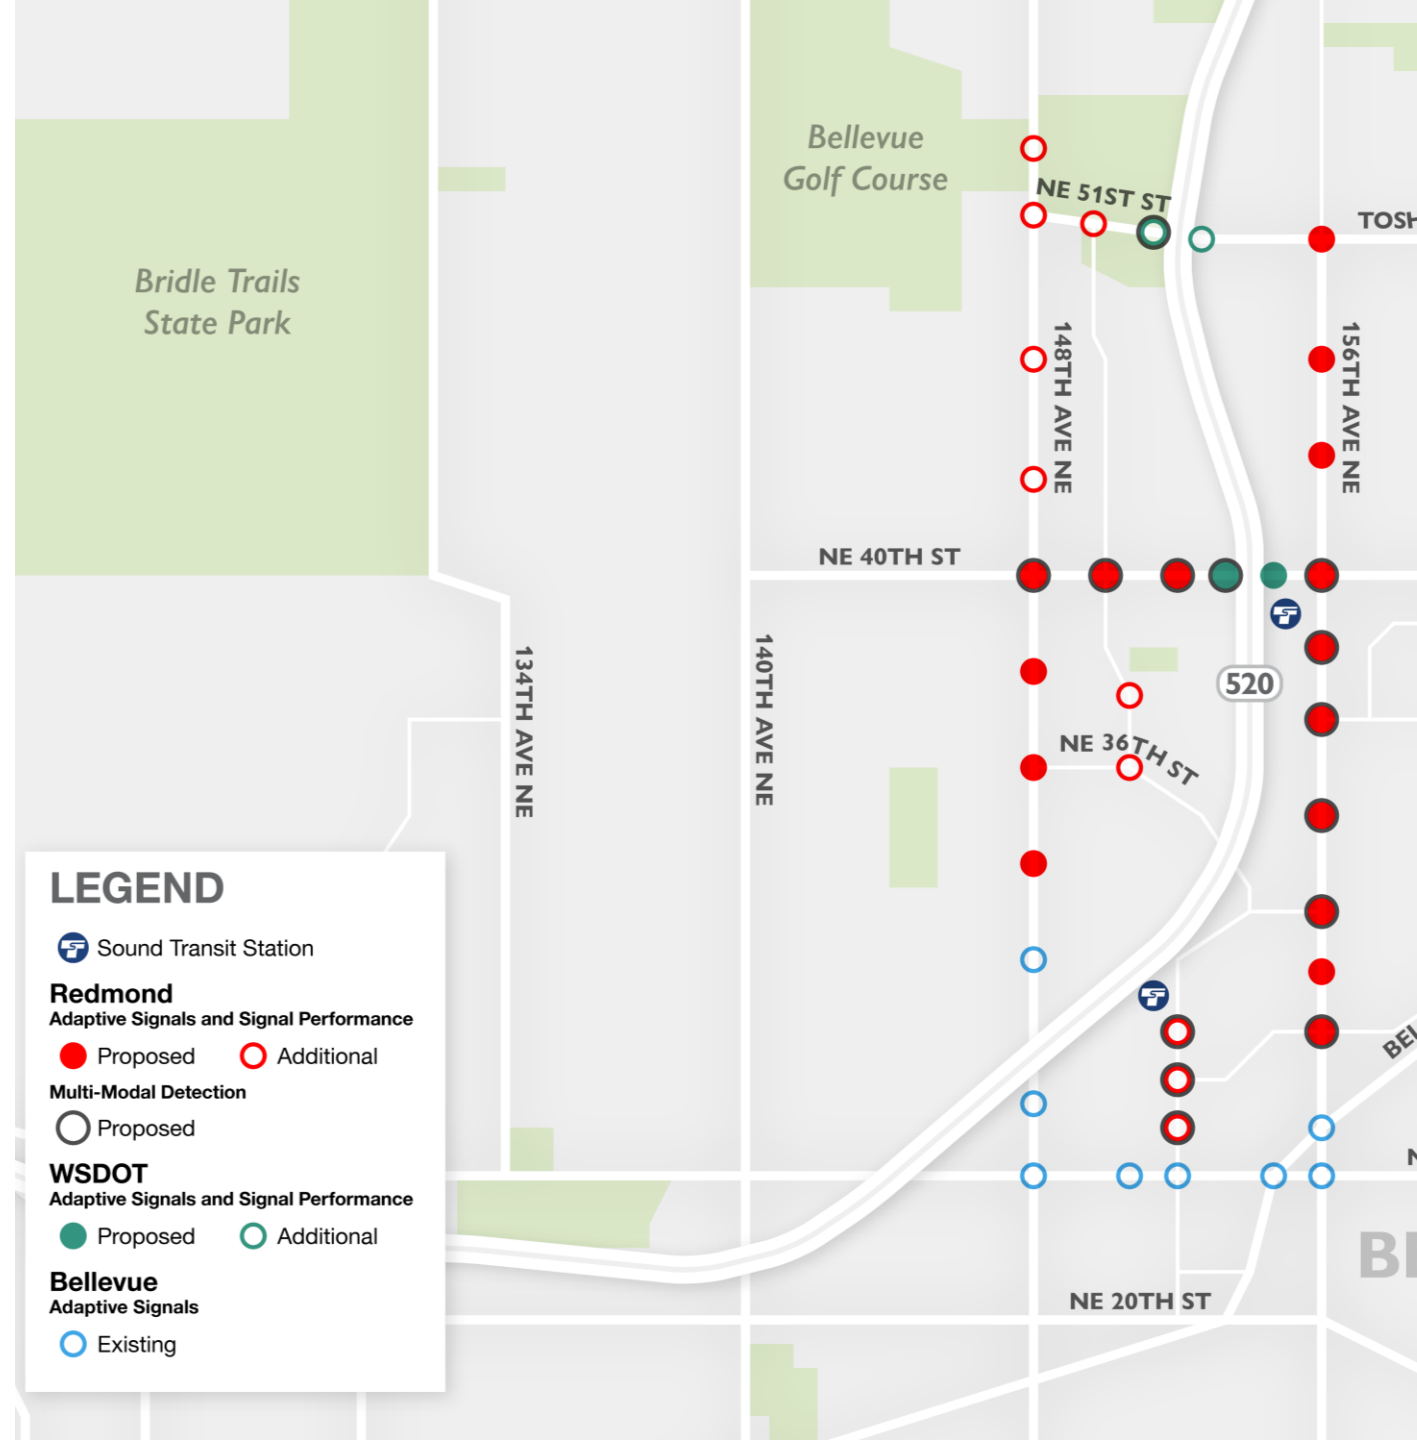 Bellevue
Golf Course
NE 51ST ST
TOSH
Bridle Trails
State Park
148TH AVE NE
156TH AVE NE
NE 40TH ST
134TH AVE NE
140TH AVE NE
520
NE 36TH ST
LEGEND
Sound Transit Station
Redmond
Adaptive Signals and Signal Performance
Proposed
Additional
Multi-Modal Detection
Proposed
WSDOT
Adaptive Signals and Signal Performance
Proposed
Additional
Bellevue
Adaptive Signals
Existing
BEL
N
BE
NE 20TH ST